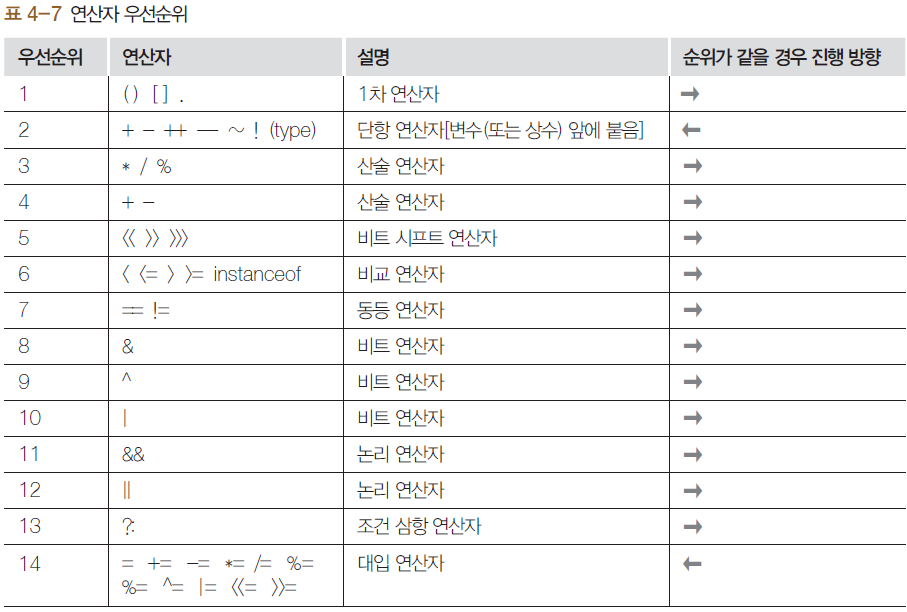 표 4-7 연산자 우선순위
우선순위 연산자 설명 순위가 같을 경우 진행 방향
1 ( ) [ ] . 1차 연산자 →
2 + - ++ -- ~ ! (type) 단항 연산자[변수(또는 상수) 앞에 붙음] ←
3 * / % 산술 연산자 →
4 + - 산술 연산자 →
5 << >> >>> 비트 시프트 연산자 →
6 < <= > >= instanceof 비교 연산자 →
7 == != 동등 연산자 →
8 & 비트 연산자 →
9 ^ 비트 연산자 →
10 | 비트 연산자 →
11 && 논리 연산자 →
12 || 논리 연산자 →
13 ?: 조건 삼항 연산자 →
14 = += -= *= /= %= 대입 연산자 ←
%= ^= |= <<= >>=